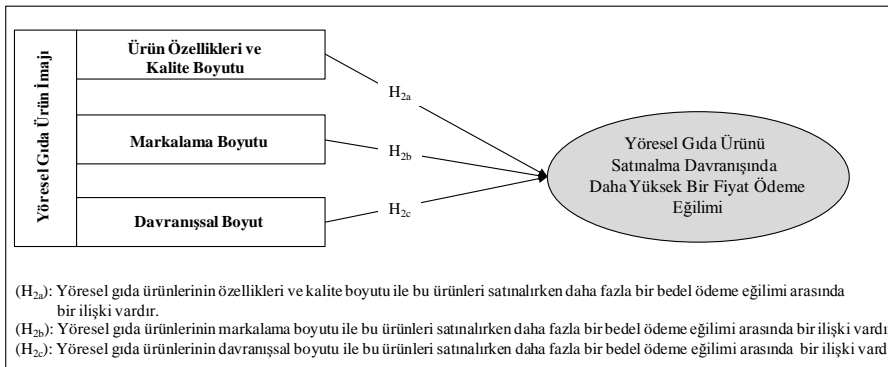 Yöresel Gıda Ürün İmajı
Ürün Özellikleri ve
Kalite Boyutu
Markalama Boyutu
Davranışsal Boyut
H2a
H2b
H2c
Yöresel Gıda Ürünü
Satınalma Davranışında
Daha Yüksek Bir Fiyat Ödeme
Eğilimi
(H2a): Yöresel gıda ürünlerinin özellikleri ve kalite boyutu ile bu ürünleri satınalırken daha fazla bir bedel ödeme eğilimi arasında
bir ilişki vardır.
(H2b): Yöresel gıda ürünlerinin markalama boyutu ile bu ürünleri satınalırken daha fazla bir bedel ödeme eğilimi arasında bir ilişki vardı
(H2c): Yöresel gıda ürünlerinin davranışsal boyutu ile bu ürünleri satınalırken daha fazla bir bedel ödeme eğilimi arasında bir ilişki vard